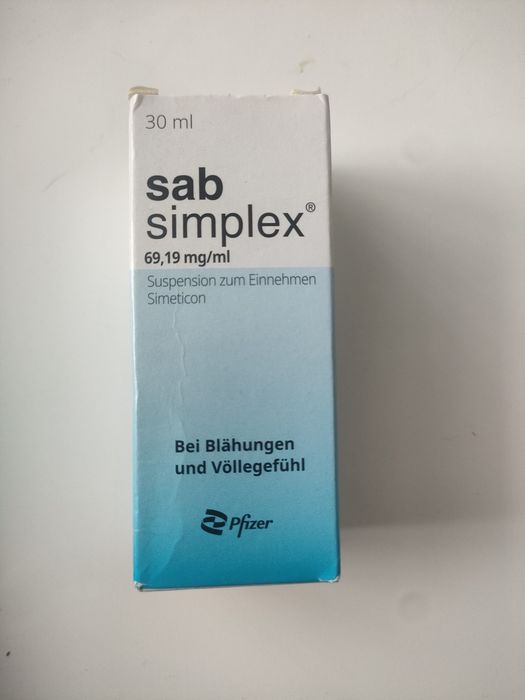 30 ml
sab
simplex®
69,19 mg/ml
Suspension zum Einnehmen
Simeticon
Bei Blähungen
und Völlegefühl
Pfizer